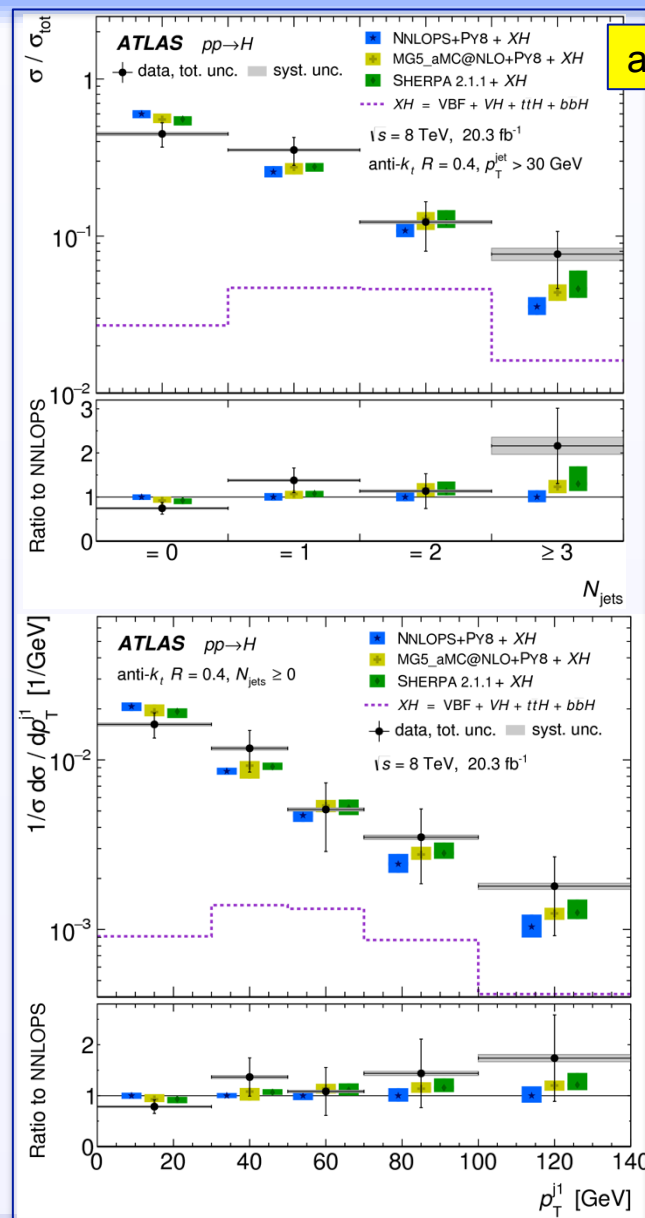 a
σ / σtot
ATLAS pp→H
data, tot. unc. syst. unc.
NNLOPS+PY8 + XH
MG5_aMC@NLO+PY8 + XH
SHERPA 2.1.1 + XH
XH = VBF + VH + ttH + bbH
√s = 8 TeV, 20.3 fb⁻¹
anti-kt R = 0.4, pT^jet > 30 GeV
1
10⁻¹
10⁻²
Ratio to NNLOPS
3
2
1
0
= 0 = 1 = 2 ≥ 3
Njets
1/σ dσ / dpT^j1 [1/GeV]
ATLAS pp→H
anti-kt R = 0.4, Njets ≥ 0
NNLOPS+PY8 + XH
MG5_aMC@NLO+PY8 + XH
SHERPA 2.1.1 + XH
XH = VBF + VH + ttH + bbH
data, tot. unc. syst. unc.
√s = 8 TeV, 20.3 fb⁻¹
10⁻²
10⁻³
Ratio to NNLOPS
2
1
0
0 20 40 60 80 100 120 140
pT^j1 [GeV]